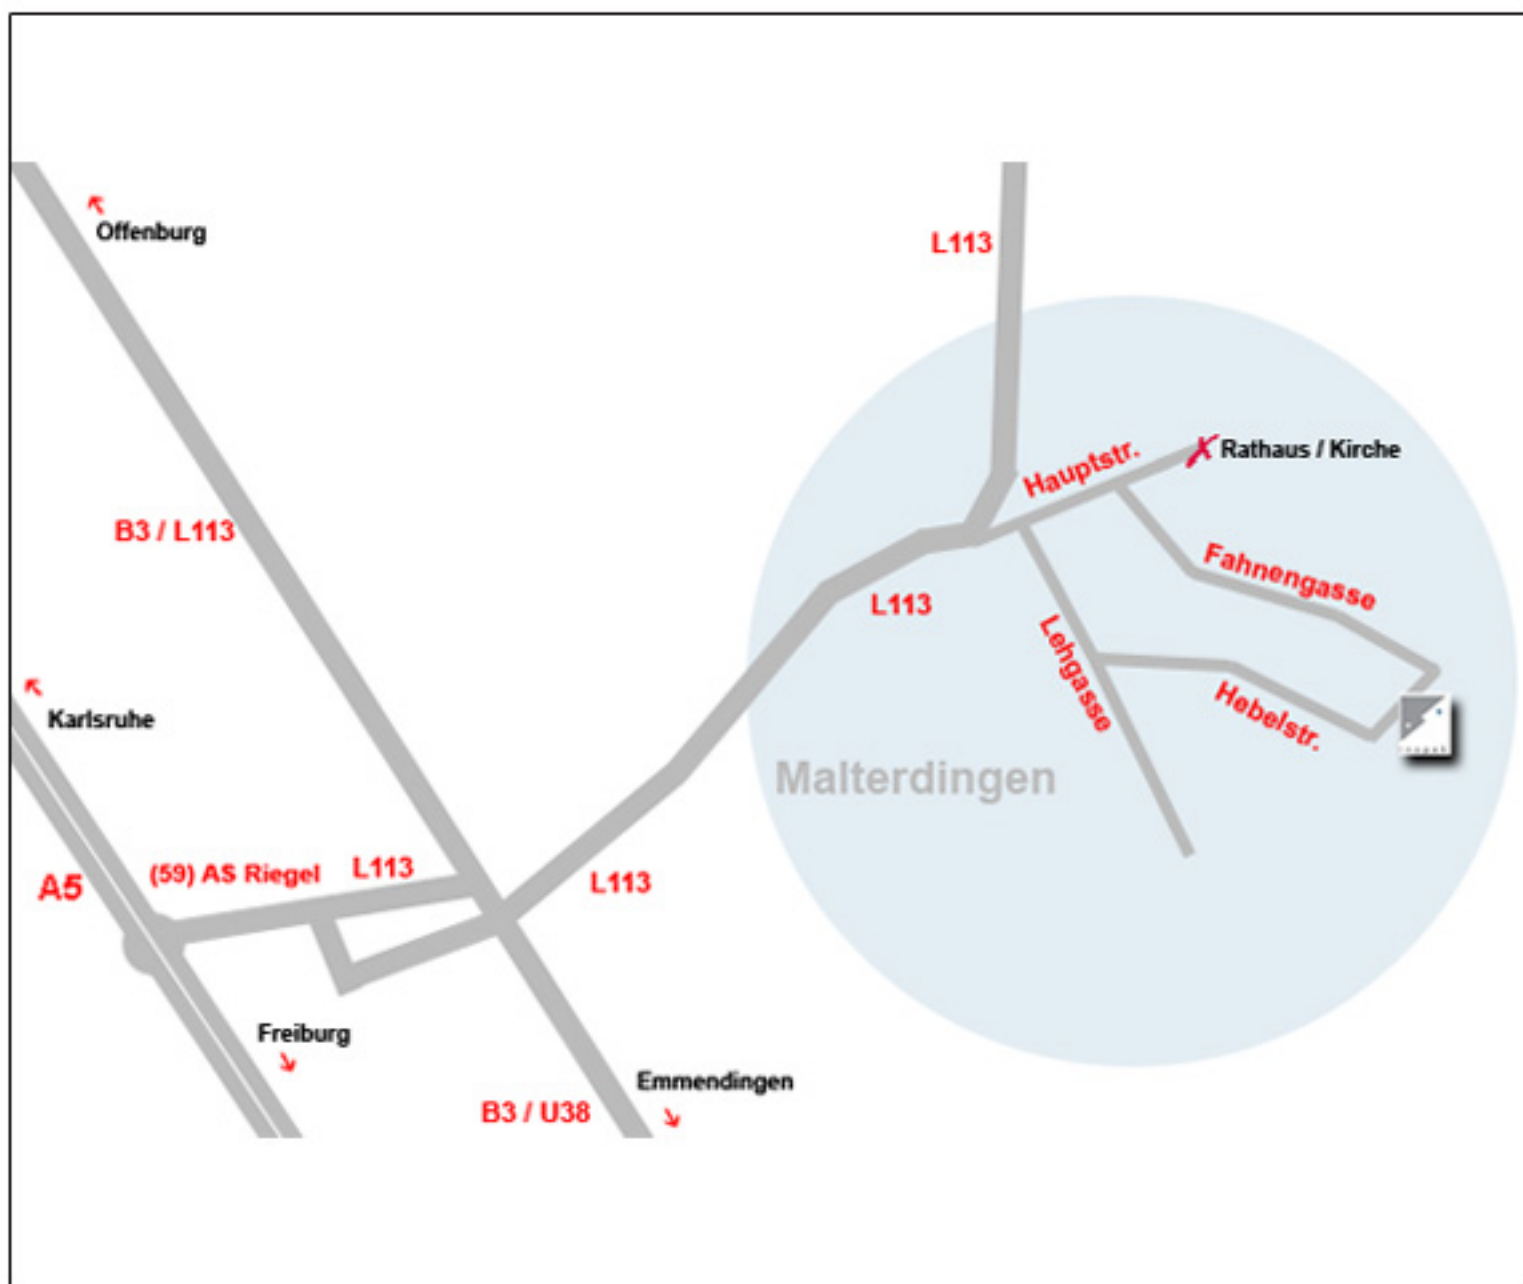 Offenburg
L113
Hauptstr.
Rathaus / Kirche
B3 / L113
Fahnengasse
L113
Lehgasse
Hebelstr.
Karlsruhe
Malterdingen
(59) AS Riegel
L113
A5
L113
Freiburg
Emmendingen
B3 / U38